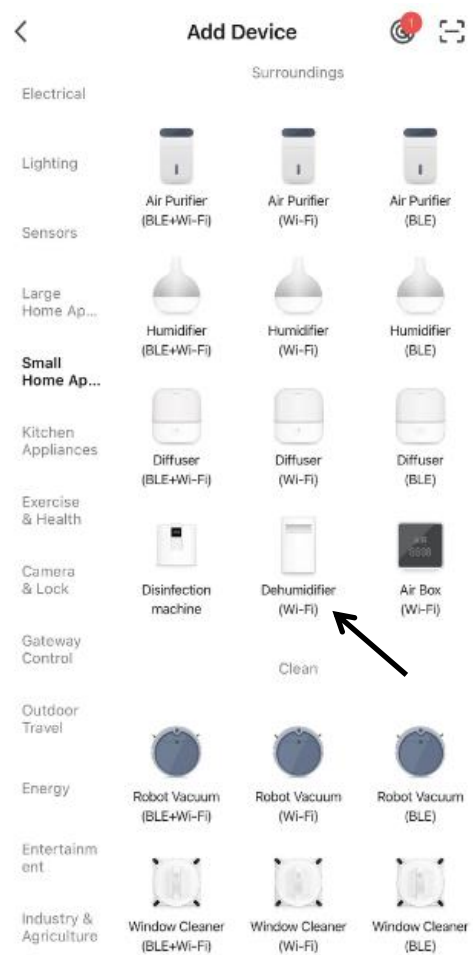 Add Device
1
Surroundings
Electrical
Lighting
Sensors
Large
Home Ap...
Small
Home Ap...
Kitchen
Appliances
Exercise
& Health
Camera
& Lock
Gateway
Control
Outdoor
Travel
Energy
Entertainm
ent
Industry &
Agriculture
Air Purifier
(BLE+Wi-Fi)
Air Purifier
(Wi-Fi)
Air Purifier
(BLE)
Humidifier
(BLE+Wi-Fi)
Humidifier
(Wi-Fi)
Humidifier
(BLE)
Diffuser
(BLE+Wi-Fi)
Diffuser
(Wi-Fi)
Diffuser
(BLE)
Disinfection
machine
Dehumidifier
(Wi-Fi)
Air Box
(Wi-Fi)
Clean
Robot Vacuum
(BLE+Wi-Fi)
Robot Vacuum
(Wi-Fi)
Robot Vacuum
(BLE)
Window Cleaner
(BLE+Wi-Fi)
Window Cleaner
(Wi-Fi)
Window Cleaner
(BLE)